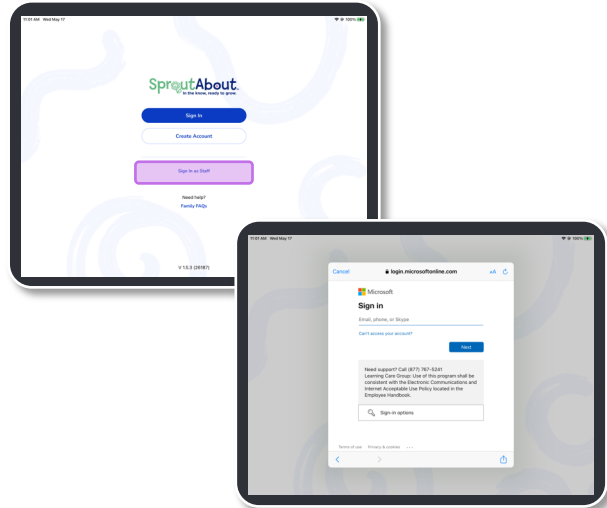 11:01 AM Wed May 17
100%
SproutAbout
in the know, ready to grow.
Sign In
Create Account
Sign In as Staff
Need help?
Family FAQs
V 1.5.3 (26187)
11:01 AM Wed May 17
100%
Cancel
login.microsoftonline.com
AA
Microsoft
Sign in
Email, phone, or Skype
Can't access your account?
Next
Need support? Call (877) 767-5241
Learning Care Group: Use of this program shall be
consistent with the Electronic Communications and
Internet Acceptable Use Policy located in the
Employee Handbook.
Sign-in options
Terms of use Privacy & cookies ...